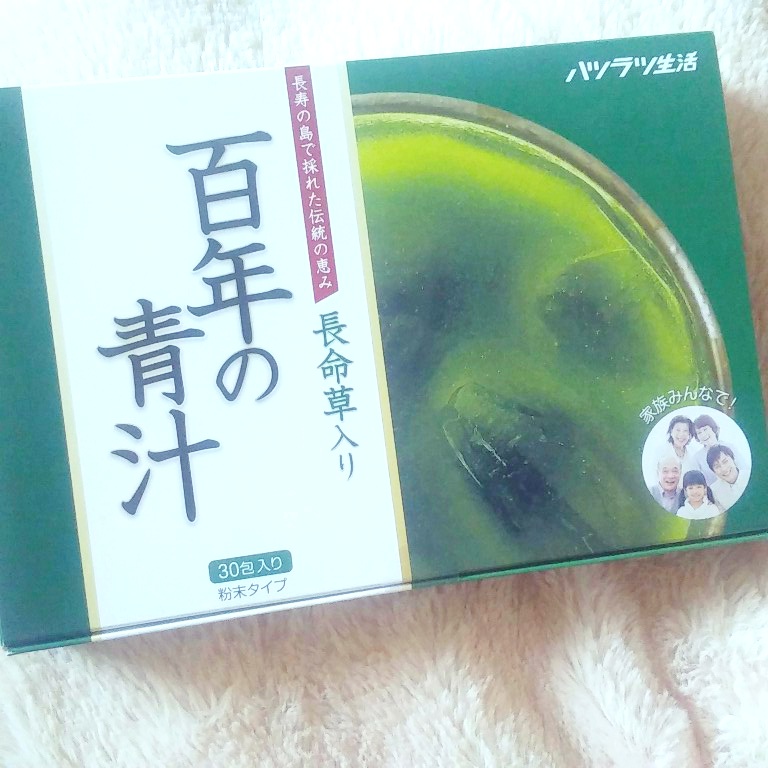 ハツラツ生活
長寿の島で採れた伝統の恵み
長命草入り
百年の
青汁
家族みんなで!
30包入り
粉末タイプ